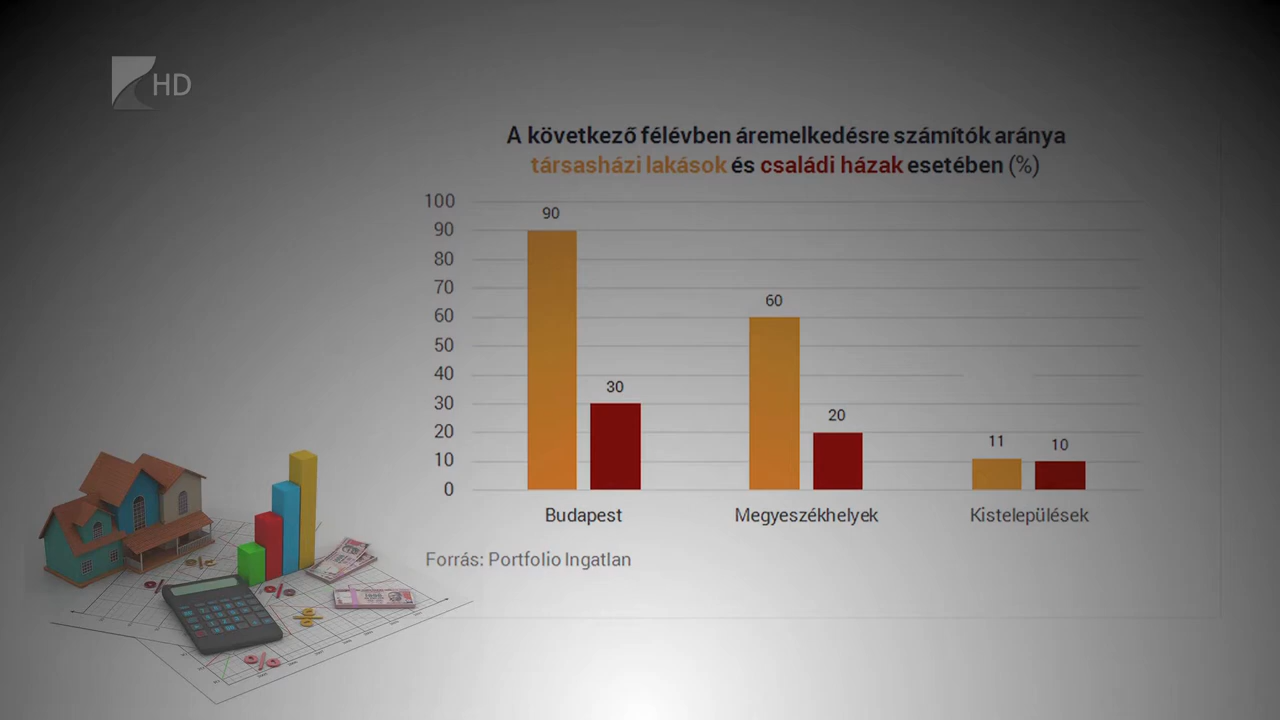 HD
A következő félévben áremelkedésre számítók aránya
társasházi lakások és családi házak esetében (%)
100
90
80
70
60
50
40
30
20
10
0
90
30
60
20
11
10
Budapest
Megyeszékhelyek
Kistelepülések
Forrás: Portfolio Ingatlan